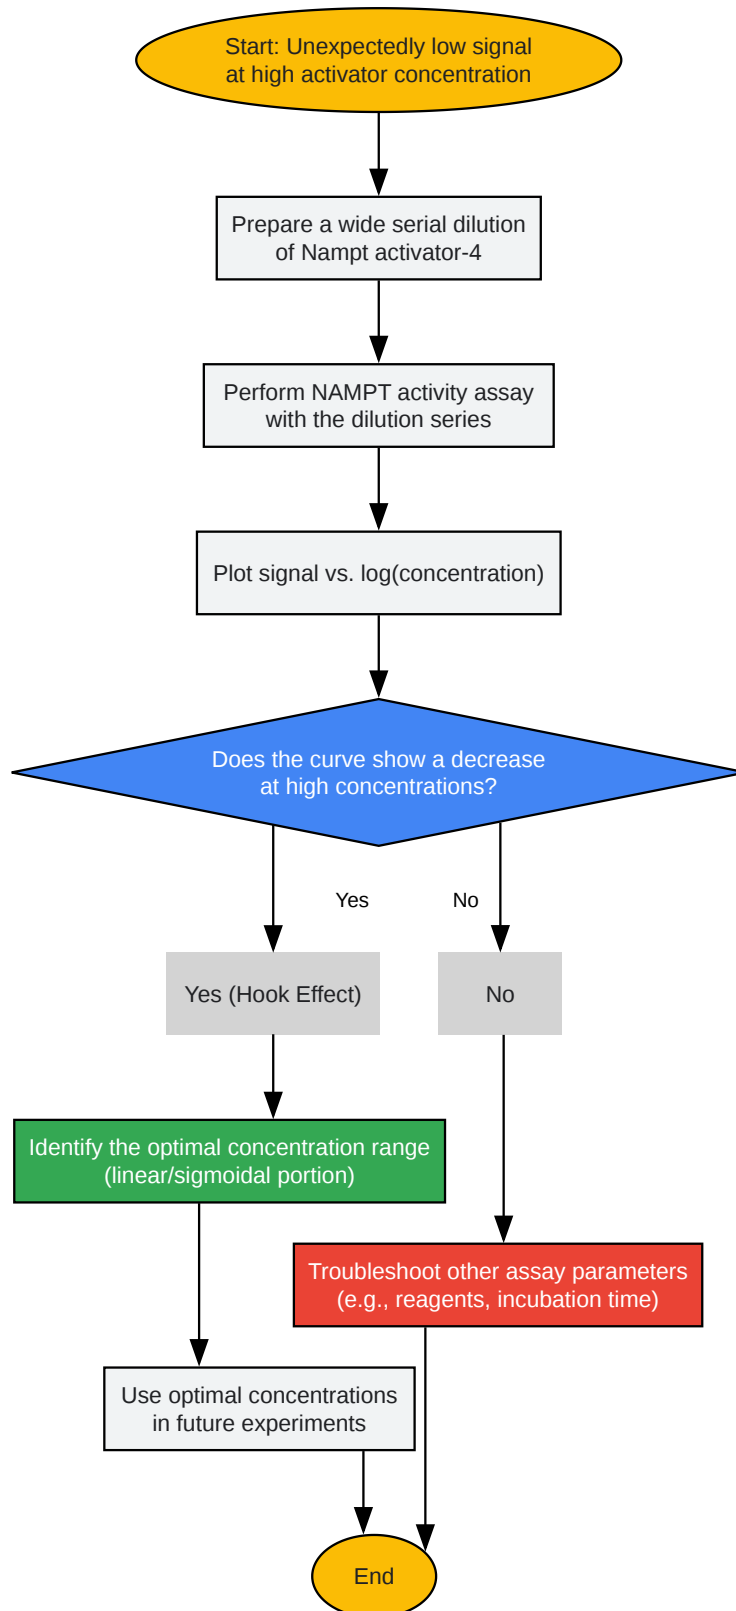 Start: Unexpectedly low signal
at high activator concentration
Prepare a wide serial dilution
of Nampt activator-4
Perform NAMPT activity assay
with the dilution series
Plot signal vs. log(concentration)
Does the curve show a decrease
at high concentrations?
Yes
No
Yes (Hook Effect)
No
Identify the optimal concentration range
(linear/sigmoidal portion)
Troubleshoot other assay parameters
(e.g., reagents, incubation time)
Use optimal concentrations
in future experiments
End